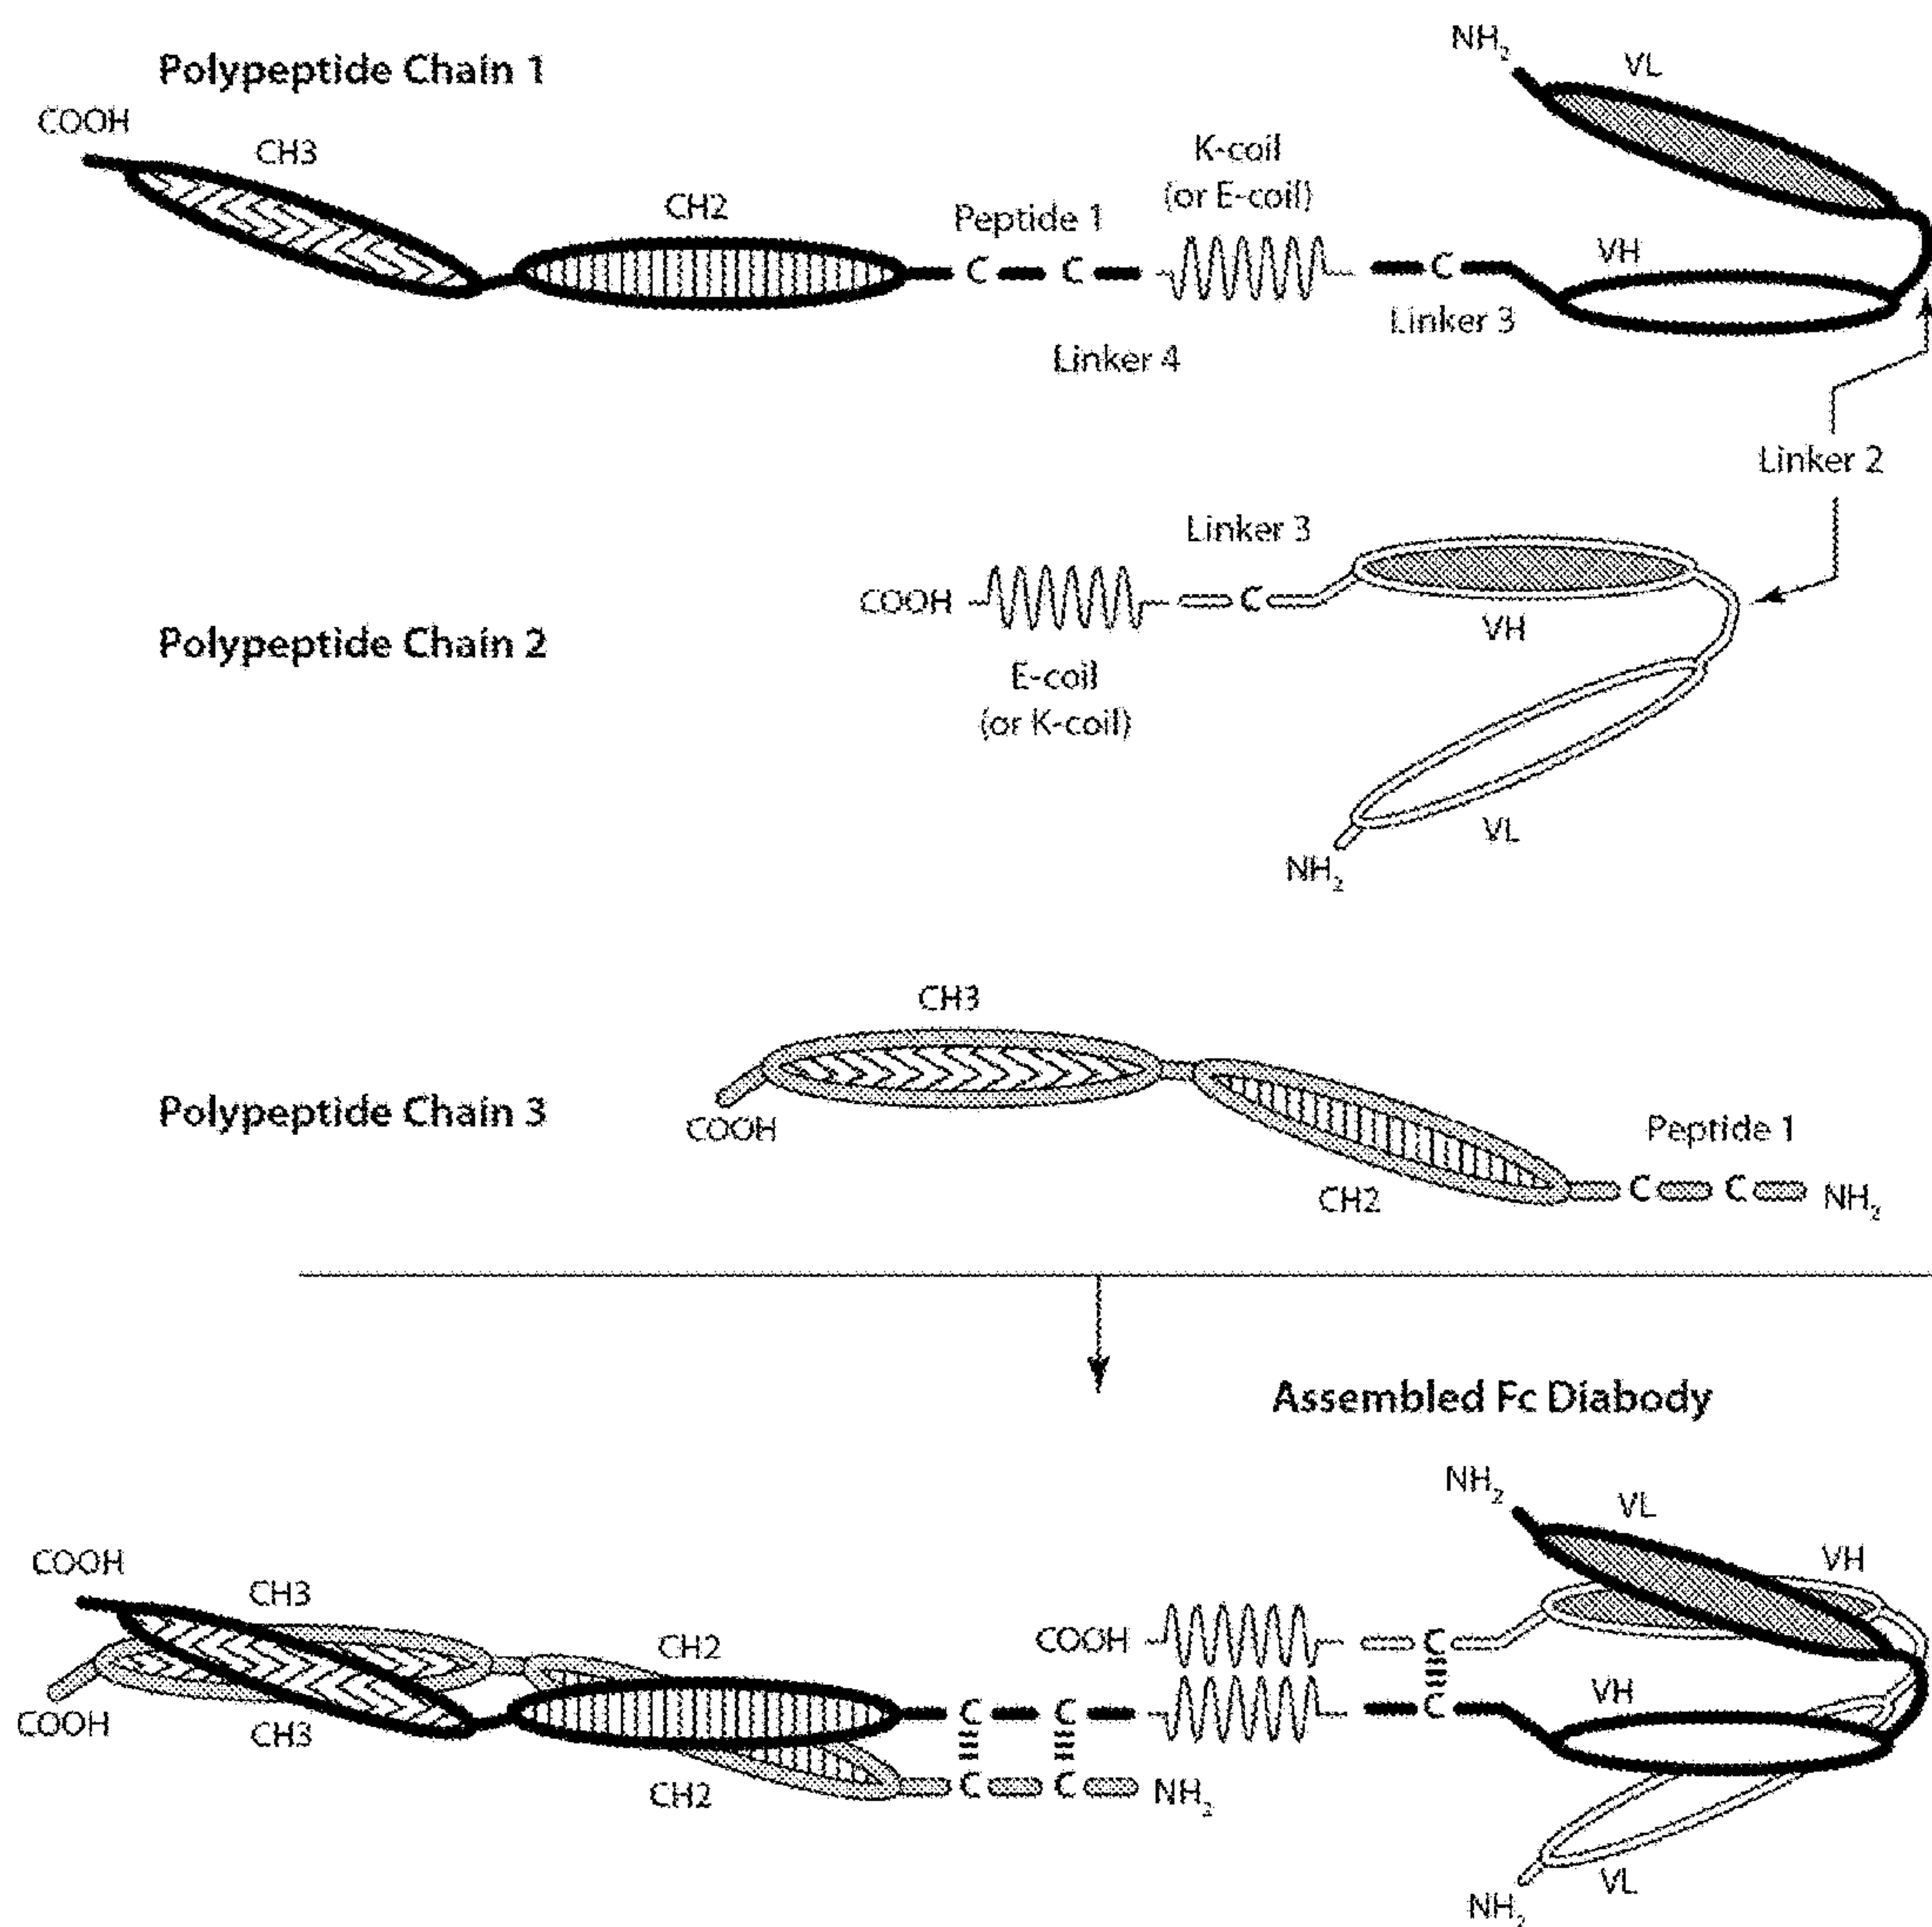 Polypeptide Chain 1
NH₂
VL
COOH
CH3
CH2
Peptide 1
K-coil
(or E-coil)
C
C
C
VH
Linker 3
Linker 4
Linker 2
Linker 3
COOH
C
VH
Polypeptide Chain 2
E-coil
(or K-coil)
VL
NH₂
CH3
Polypeptide Chain 3
COOH
Peptide 1
CH2
C
C
NH₂
Assembled Fc Diabody
NH₂
VL
VH
COOH
CH3
CH2
COOH
C
VH
C
C
C
COOH
CH3
CH2
C
C
NH₂
VL
NH₂